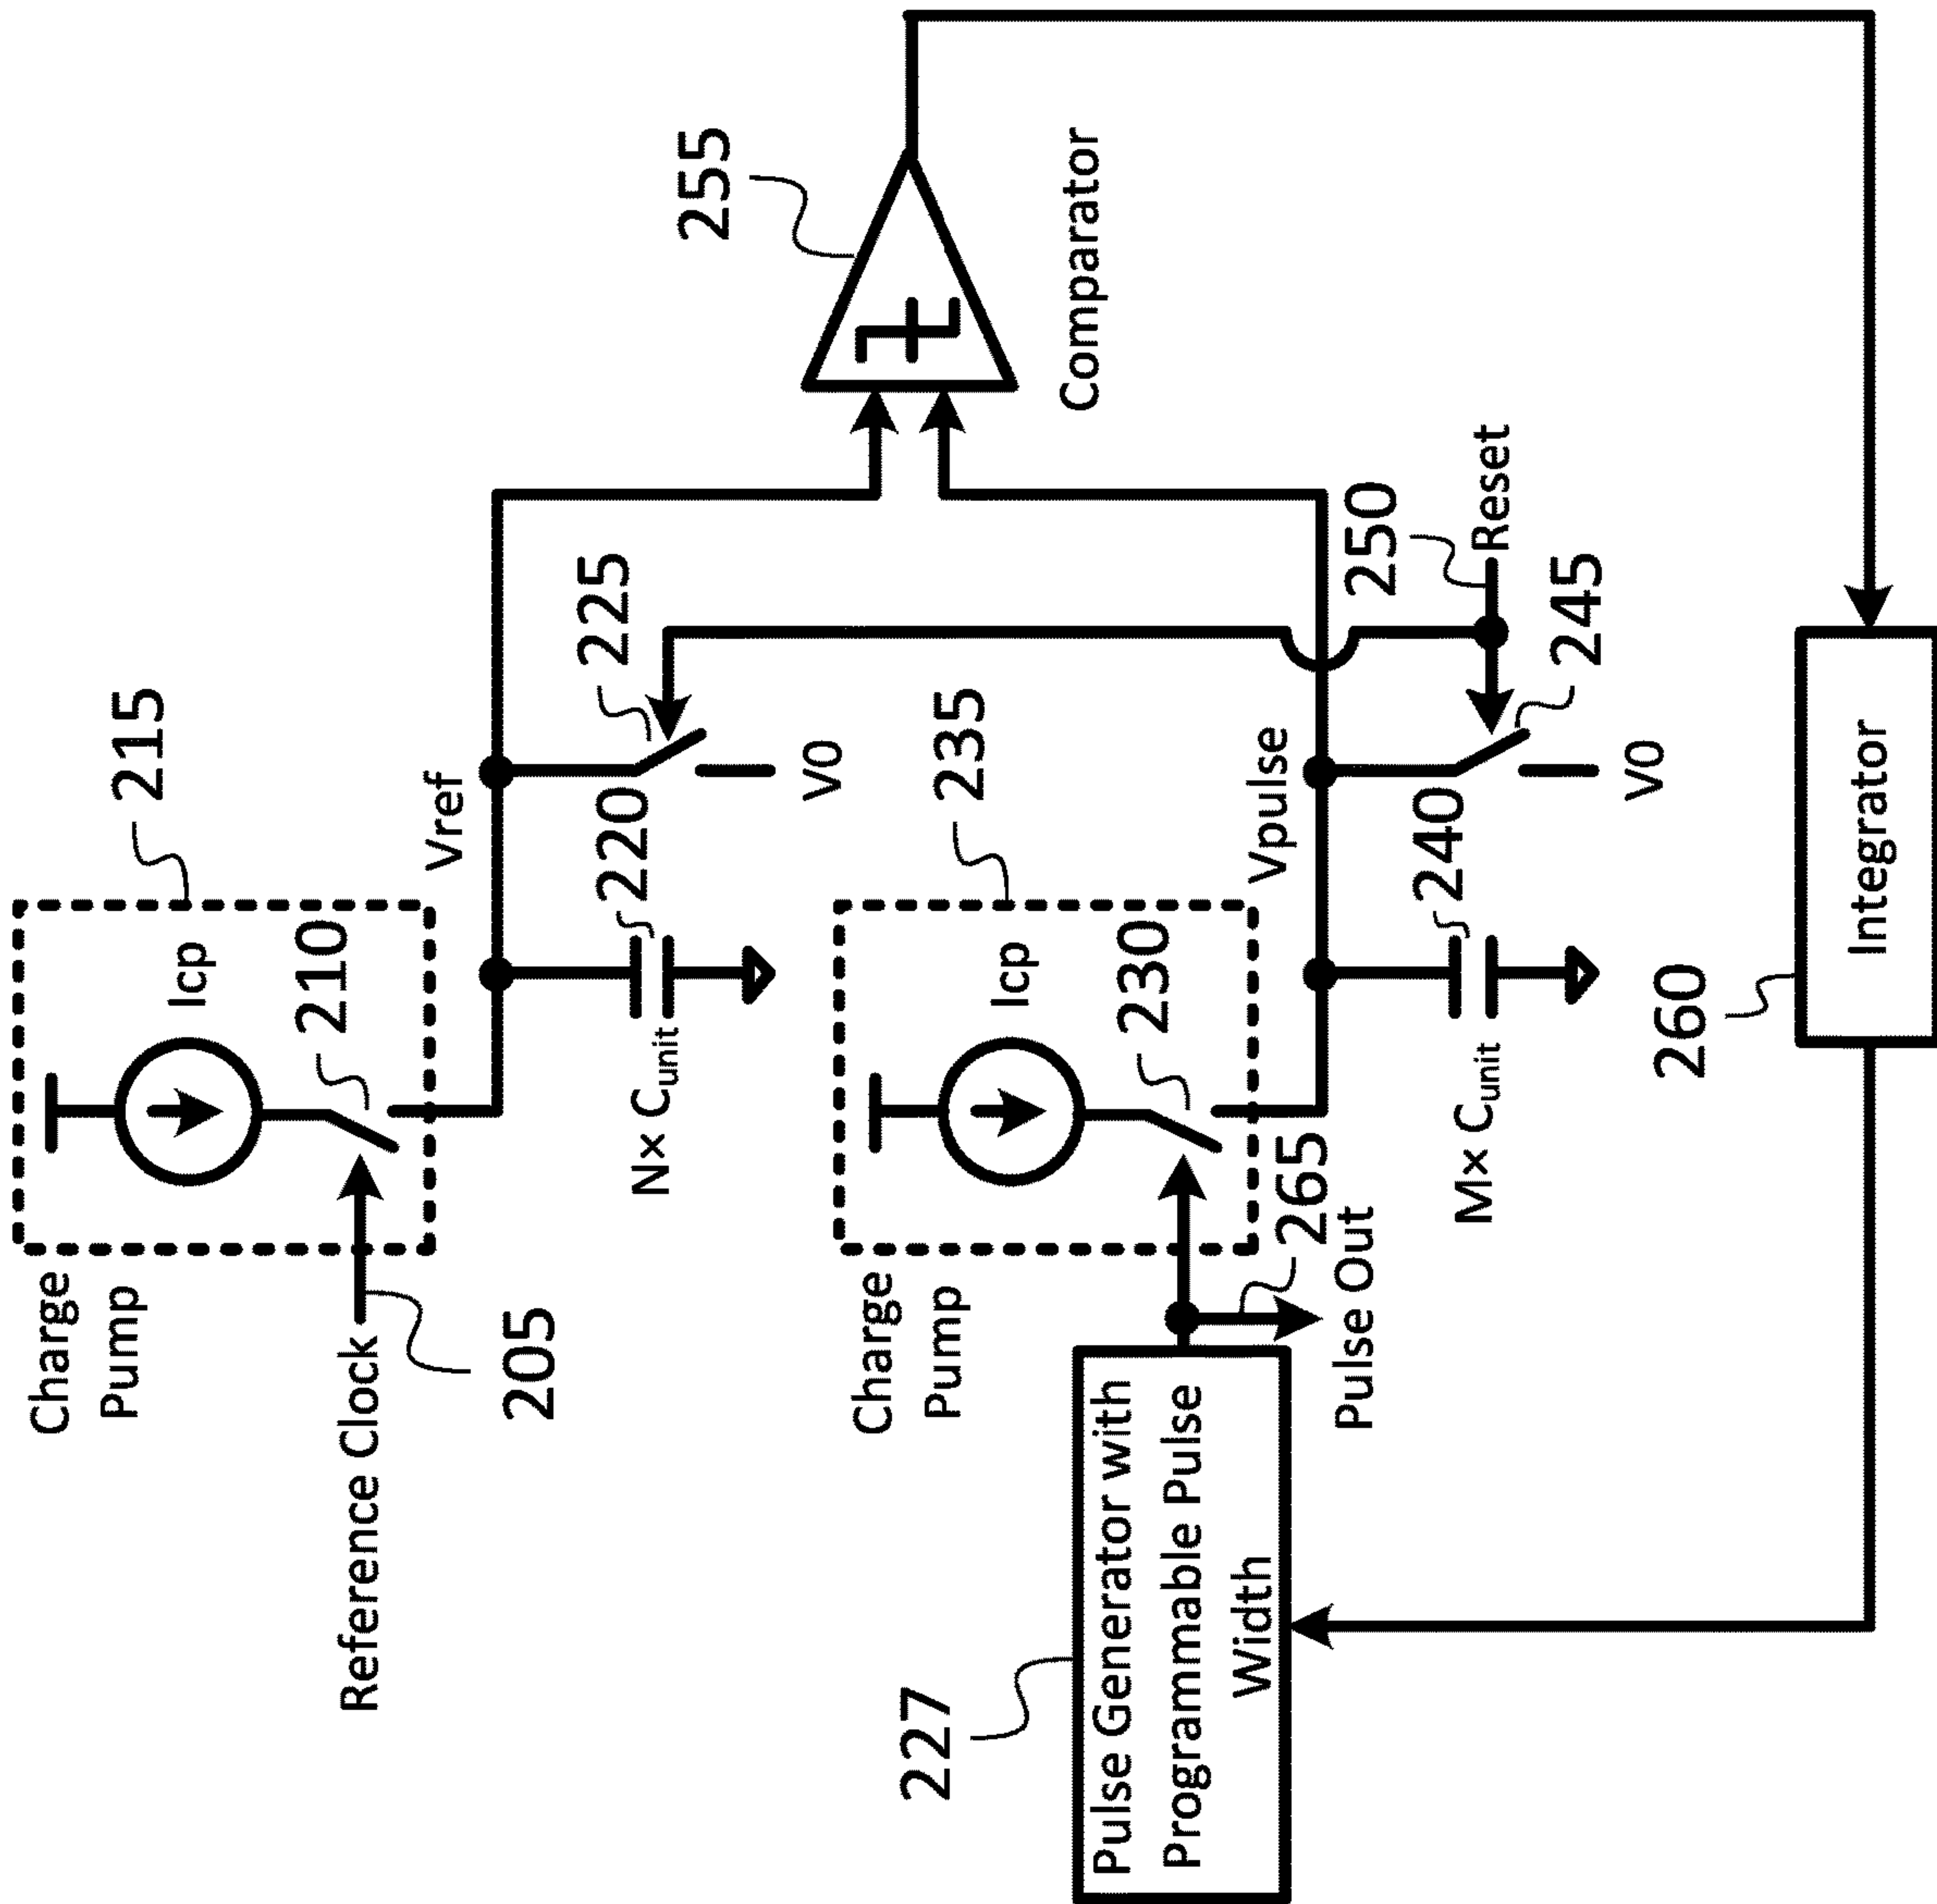 Charge
Pump
215
Icp
210
Reference Clock
205
Vref
N× Cunit
220
225
V0
255
Comparator
Charge
Pump
235
Icp
230
227
Pulse Generator with
Programmable Pulse
Width
265
Pulse Out
Vpulse
M× Cunit
240
245
V0
250
Reset
260
Integrator